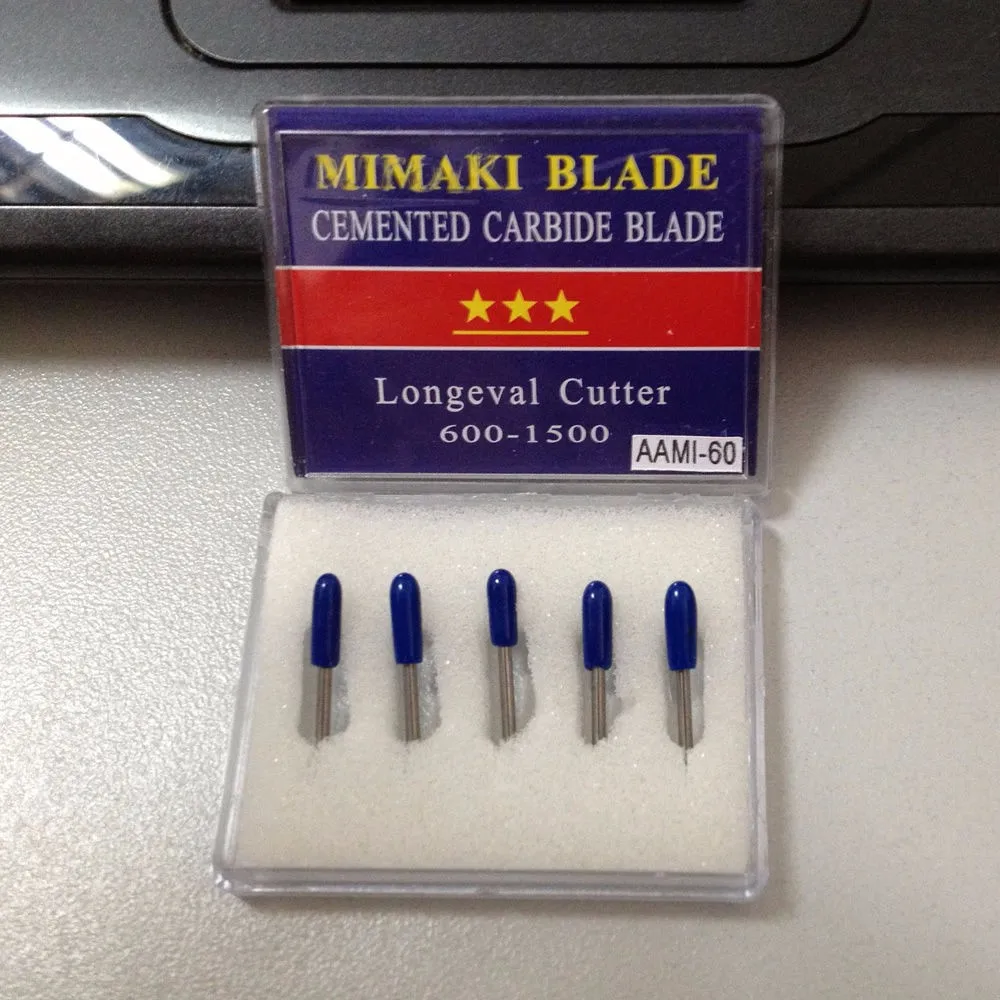 MIMAKI BLADE
CEMENTED CARBIDE BLADE
Longeval Cutter
600-1500
AAMI-60